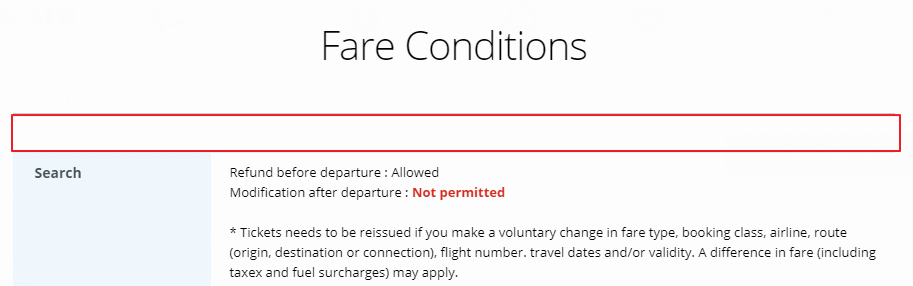 Fare Conditions
Search
Refund before departure : Allowed
Modification after departure : Not permitted
* Tickets needs to be reissued if you make a voluntary change in fare type, booking class, airline, route
(origin, destination or connection), flight number. travel dates and/or validity. A difference in fare (including
taxex and fuel surcharges) may apply.